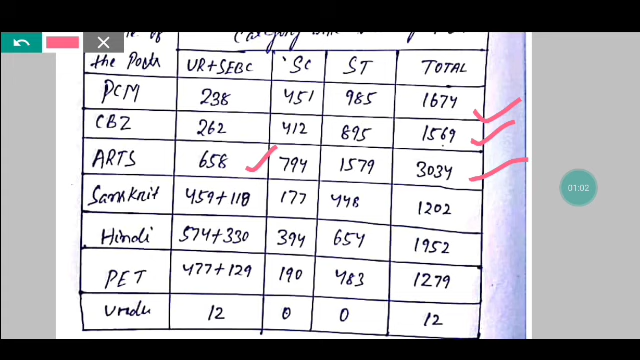 of
Category
the Posts UR+SEBC SC ST TOTAL
PCM 238 451 985 1674
CBZ 262 412 895 1569
ARTS 658 794 1579 3034
Sanskrit 459+118 177 448 1202
Hindi 574+330 394 654 1952
PET 477+129 190 483 1279
Urdu 12 0 0 12
01:02